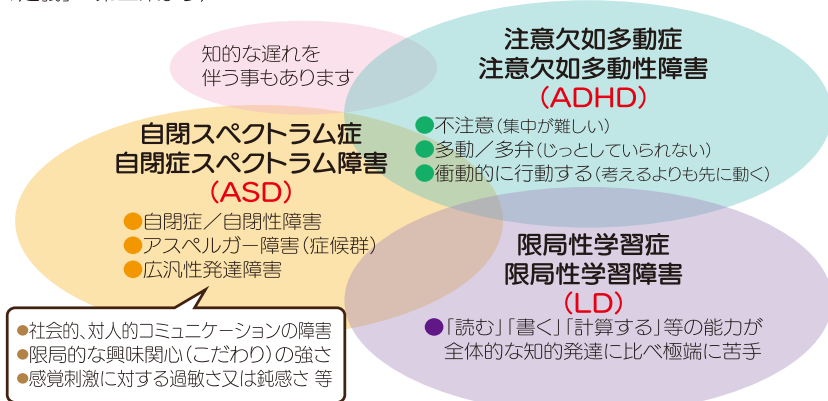 知的な遅れを
伴う事もあります
注意欠如多動症
注意欠如多動性障害
(ADHD)
●不注意(集中が難しい)
●多動／多弁(じっとしていられない)
●衝動的に行動する(考えるよりも先に動く)
自閉スペクトラム症
自閉症スペクトラム障害
(ASD)
●自閉症／自閉性障害
●アスペルガー障害(症候群)
●広汎性発達障害
●社会的、対人的コミュニケーションの障害
●限局的な興味関心(こだわり)の強さ
●感覚刺激に対する過敏さ又は鈍感さ 等
限局性学習症
限局性学習障害
(LD)
●「読む」「書く」「計算する」等の能力が
全体的な知的発達に比べ極端に苦手